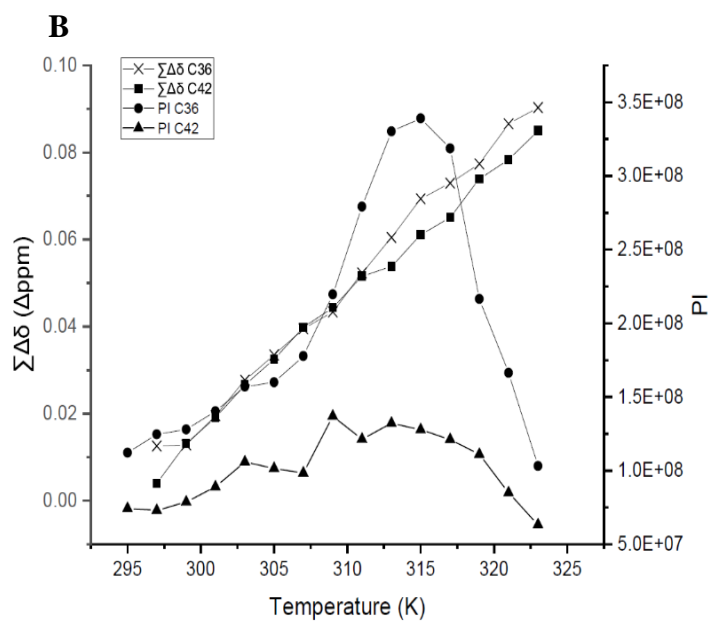 B
∑Δδ C36
∑Δδ C42
PI C36
PI C42
0.10
0.08
0.06
0.04
0.02
0.00
∑Δδ (Δppm)
3.5E+08
3.0E+08
2.5E+08
2.0E+08
1.5E+08
1.0E+08
5.0E+07
PI
295 300 305 310 315 320 325
Temperature (K)